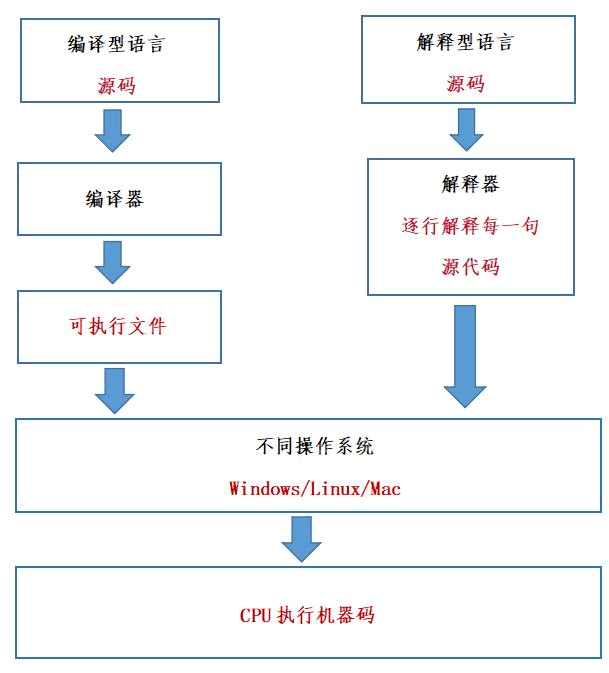 编译型语言
源码
解释型语言
源码
编译器
解释器
逐行解释每一句
源代码
可执行文件
不同操作系统
Windows/Linux/Mac
CPU 执行机器码